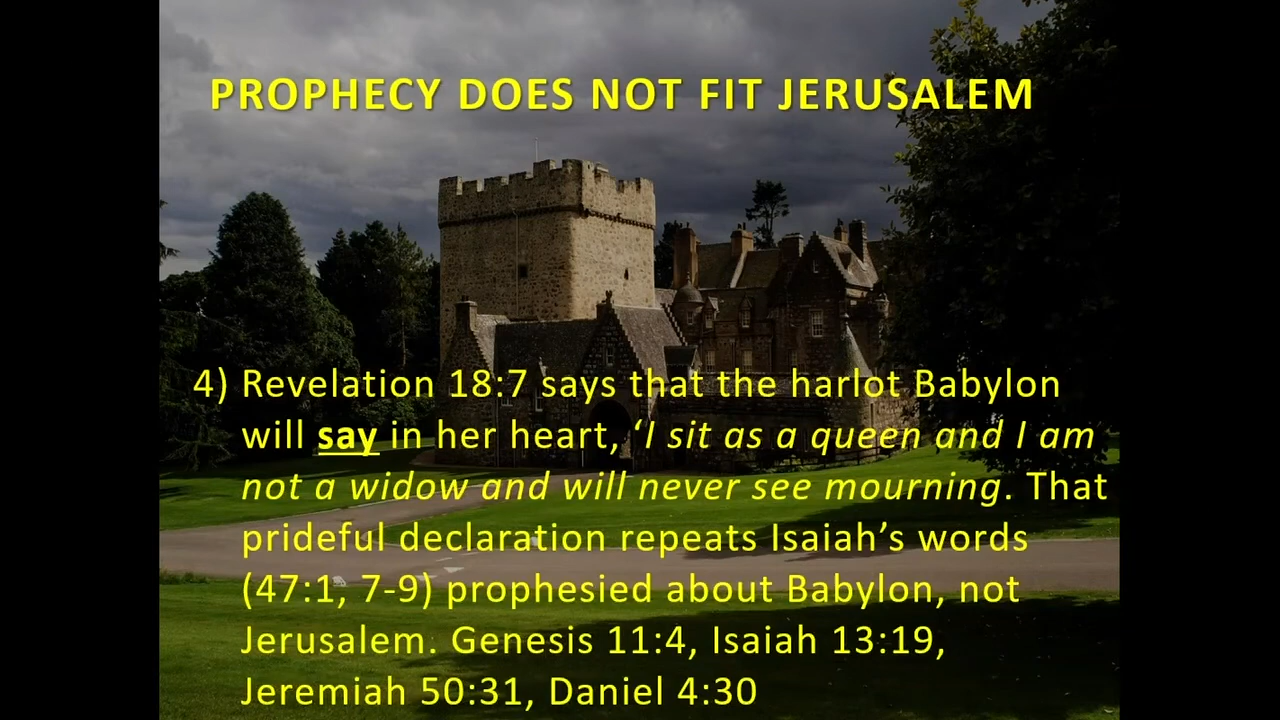 PROPHECY DOES NOT FIT JERUSALEM
4) Revelation 18:7 says that the harlot Babylon
will say in her heart, ‘I sit as a queen and I am
not a widow and will never see mourning. That
prideful declaration repeats Isaiah’s words
(47:1, 7-9) prophesied about Babylon, not
Jerusalem. Genesis 11:4, Isaiah 13:19,
Jeremiah 50:31, Daniel 4:30